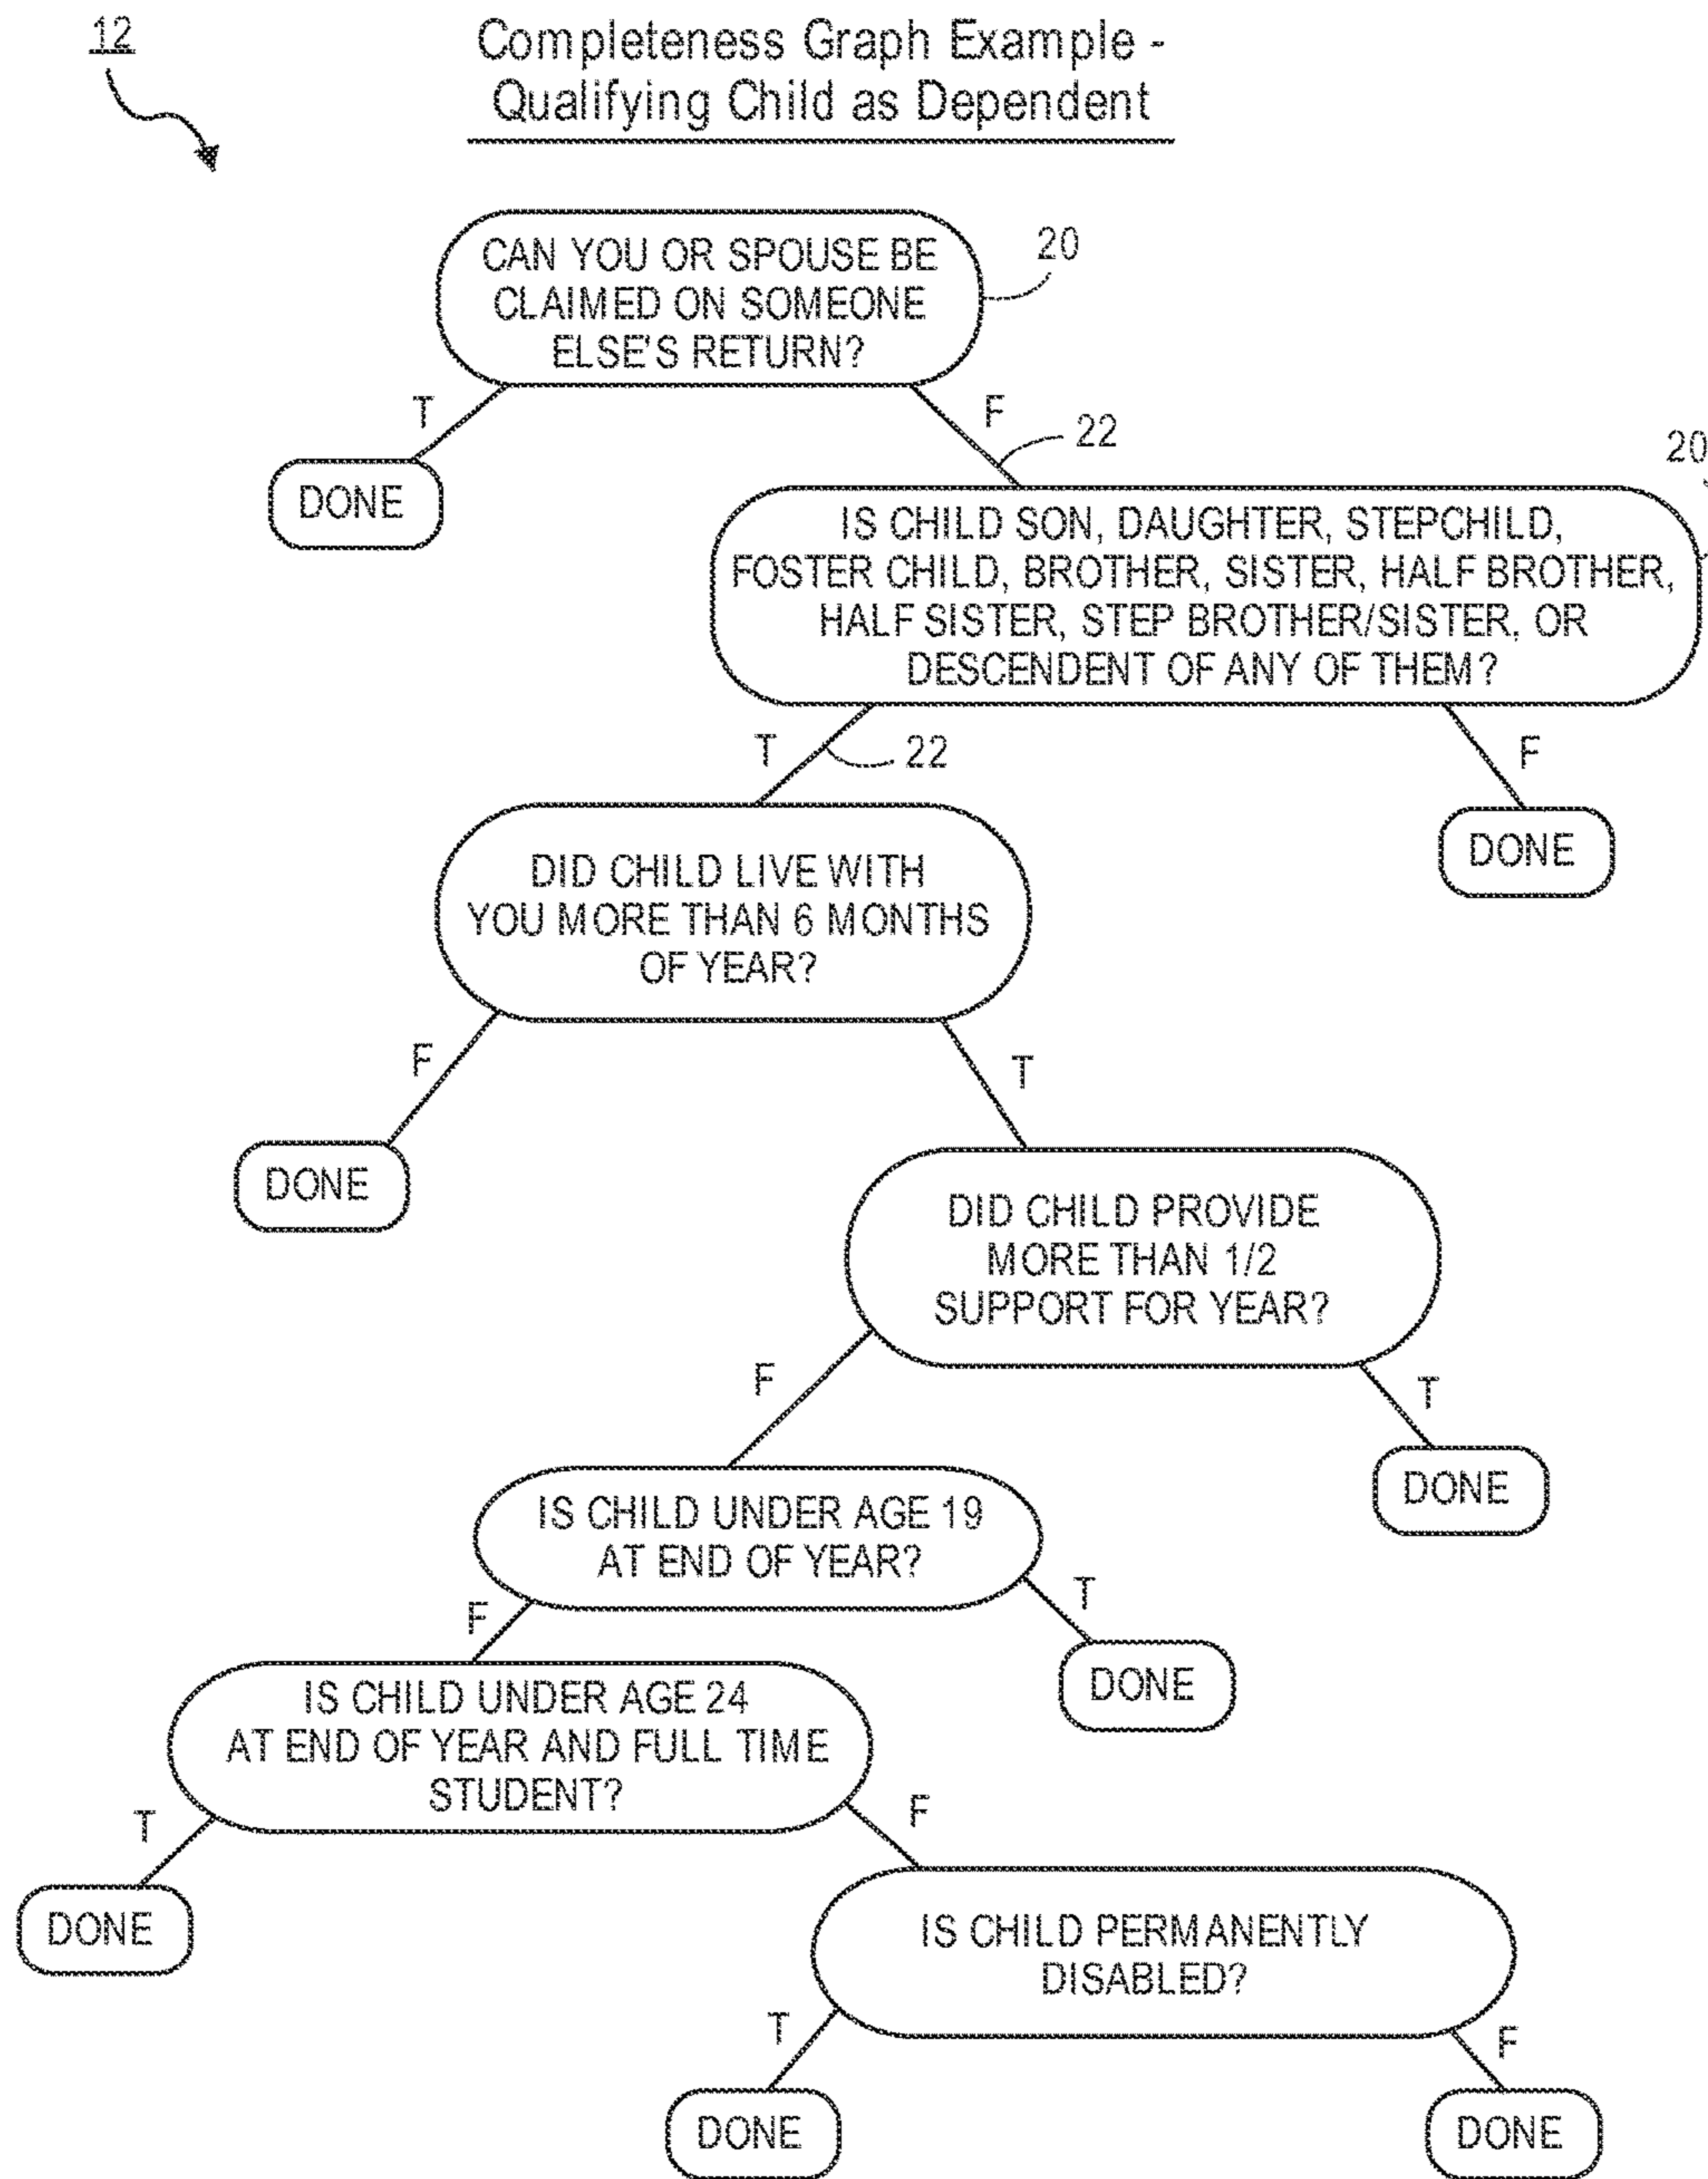 12
Completeness Graph Example -
Qualifying Child as Dependent
CAN YOU OR SPOUSE BE
CLAIMED ON SOMEONE
ELSE'S RETURN?
20
T
F
22
DONE
20
IS CHILD SON, DAUGHTER, STEPCHILD,
FOSTER CHILD, BROTHER, SISTER, HALF BROTHER,
HALF SISTER, STEP BROTHER/SISTER, OR
DESCENDENT OF ANY OF THEM?
T
22
F
DONE
DID CHILD LIVE WITH
YOU MORE THAN 6 MONTHS
OF YEAR?
F
T
DONE
DID CHILD PROVIDE
MORE THAN 1/2
SUPPORT FOR YEAR?
F
T
DONE
IS CHILD UNDER AGE 19
AT END OF YEAR?
F
T
DONE
IS CHILD UNDER AGE 24
AT END OF YEAR AND FULL TIME
STUDENT?
T
F
DONE
IS CHILD PERMANENTLY
DISABLED?
T
F
DONE
DONE